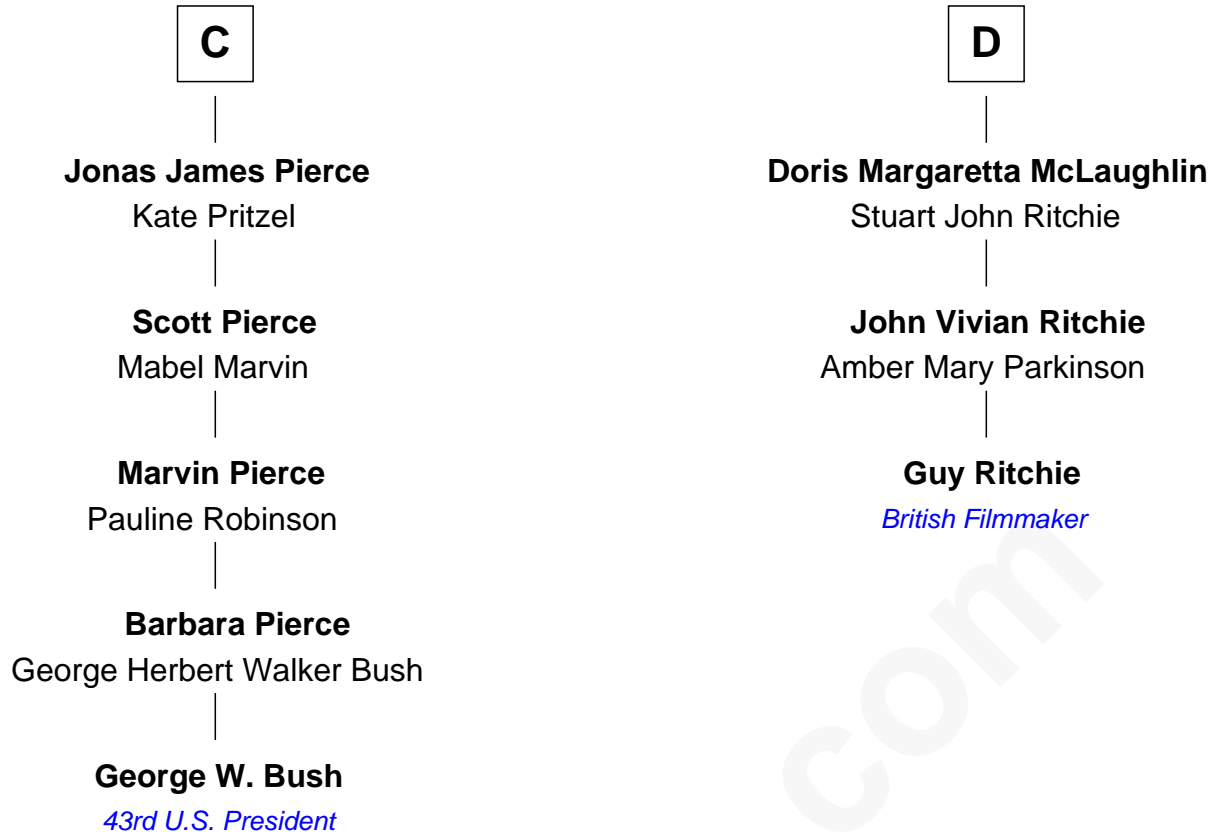 C
Jonas James Pierce
Kate Pritzel
Scott Pierce
Mabel Marvin
Marvin Pierce
Pauline Robinson
Barbara Pierce
George Herbert Walker Bush
George W. Bush
43rd U.S. President
D
Doris Margaretta McLaughlin
Stuart John Ritchie
John Vivian Ritchie
Amber Mary Parkinson
Guy Ritchie
British Filmmaker
com